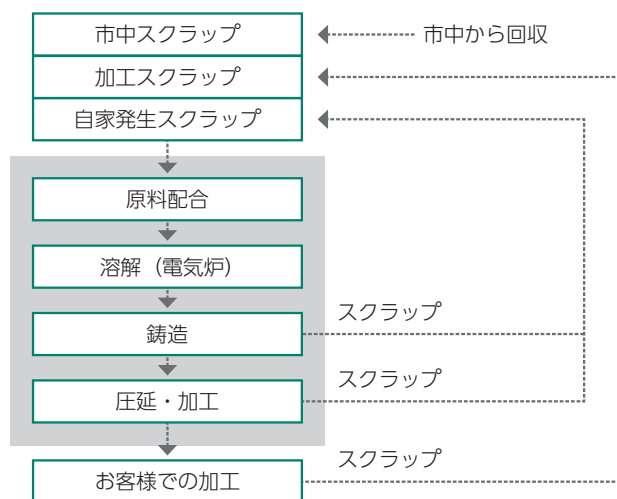 市中スクラップ
市中から回収
加工スクラップ
自家発生スクラップ
原料配合
溶解（電気炉）
鋳造
スクラップ
圧延・加工
スクラップ
お客様での加工
スクラップ